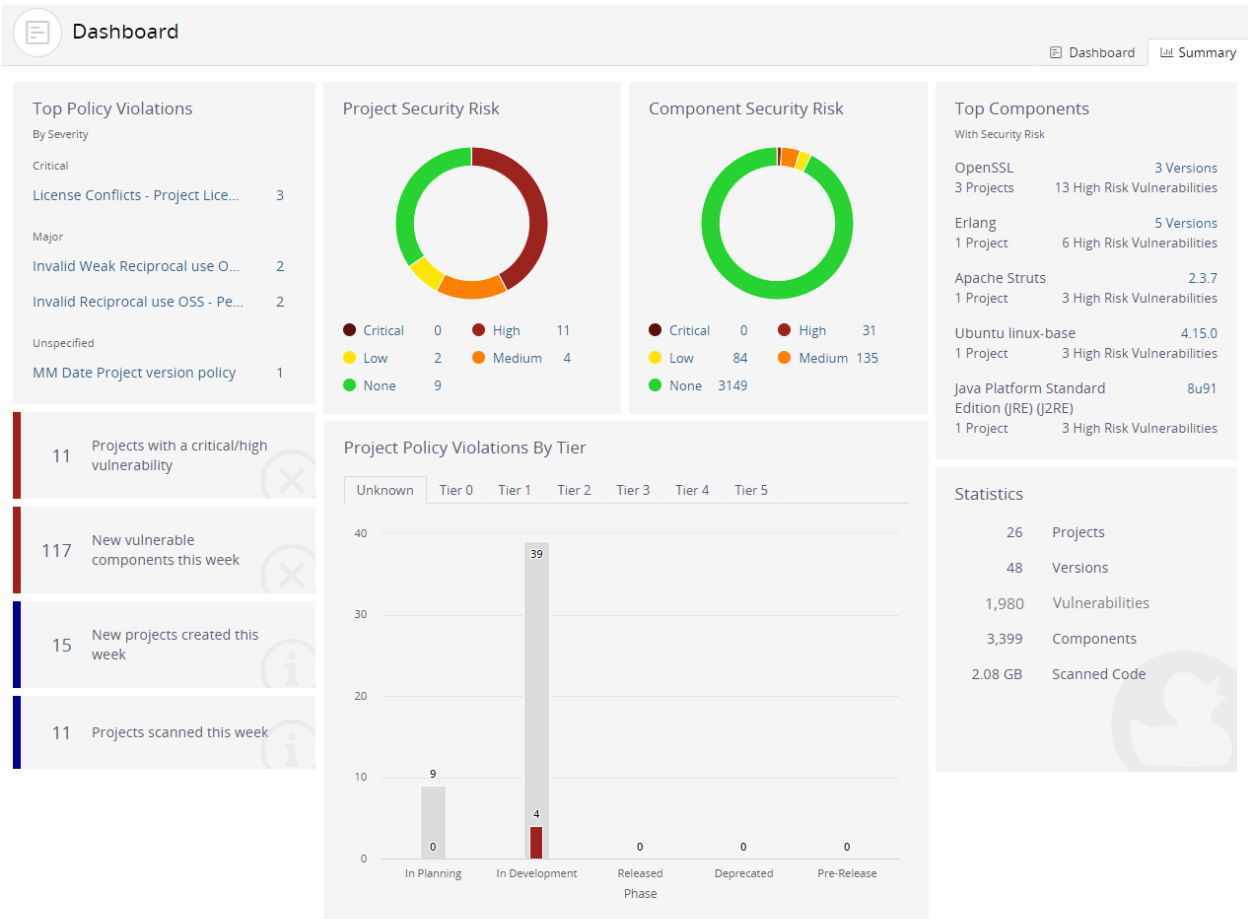 Dashboard
Dashboard Summary
Top Policy Violations
By Severity
Critical
License Conflicts - Project Lice... 3
Major
Invalid Weak Reciprocal use O... 2
Invalid Reciprocal use OSS - Pe... 2
Unspecified
MM Date Project version policy 1
11 Projects with a critical/high
vulnerability
117 New vulnerable
components this week
15 New projects created this
week
11 Projects scanned this week
Project Security Risk
Critical 0 High 11
Low 2 Medium 4
None 9
Component Security Risk
Critical 0 High 31
Low 84 Medium 135
None 3149
Project Policy Violations By Tier
Unknown Tier 0 Tier 1 Tier 2 Tier 3 Tier 4 Tier 5
40
39
30
20
10
9
4
0 0 0 0 0
In Planning In Development Released Deprecated Pre-Release
Phase
Top Components
With Security Risk
OpenSSL 3 Versions
3 Projects 13 High Risk Vulnerabilities
Erlang 5 Versions
1 Project 6 High Risk Vulnerabilities
Apache Struts 2.3.7
1 Project 3 High Risk Vulnerabilities
Ubuntu linux-base 4.15.0
1 Project 3 High Risk Vulnerabilities
Java Platform Standard 8u91
Edition (JRE) (J2RE)
1 Project 3 High Risk Vulnerabilities
Statistics
26 Projects
48 Versions
1,980 Vulnerabilities
3,399 Components
2.08 GB Scanned Code